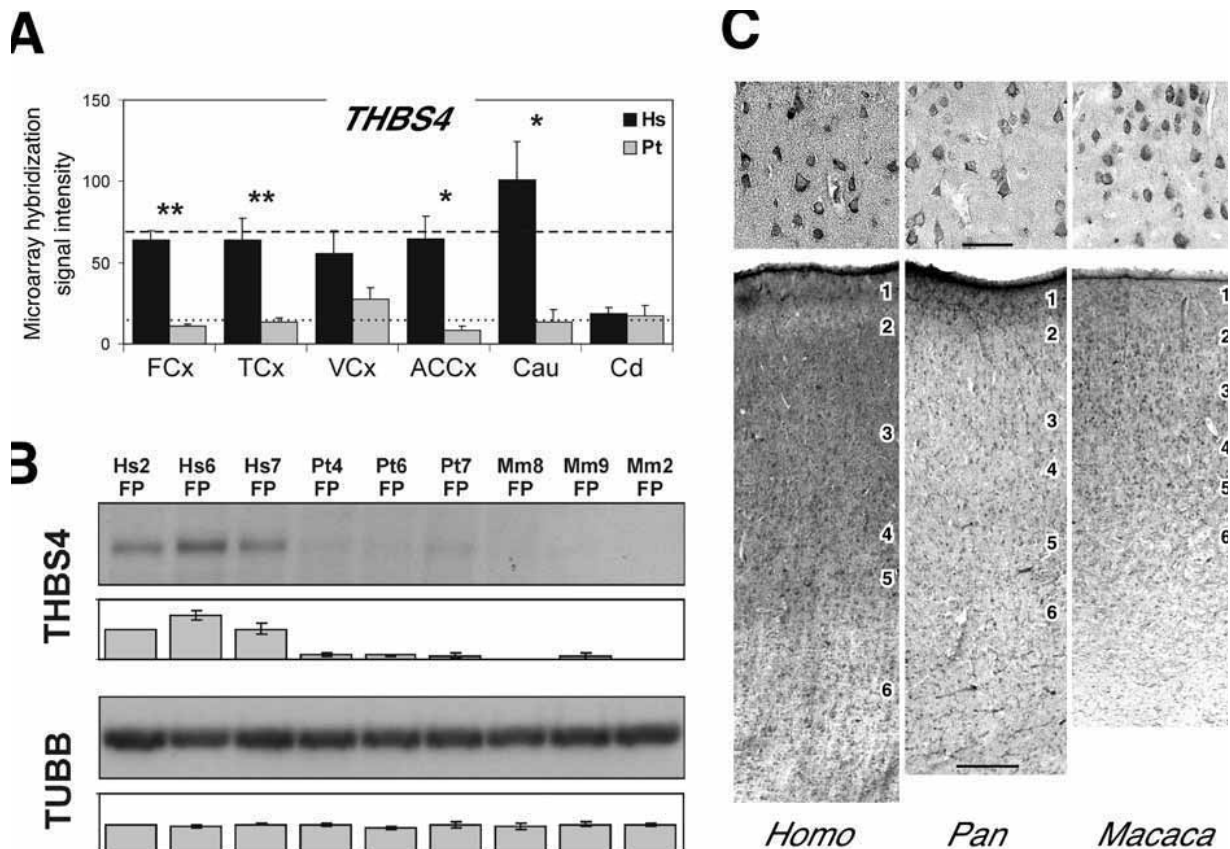 A
THBS4
Hs
Pt
Microarray hybridization
signal intensity
150
100
50
0
**
**
*
*
FCx TCx VCx ACCx Cau Cd
B
Hs2 Hs6 Hs7 Pt4 Pt6 Pt7 Mm8 Mm9 Mm2
FP FP FP FP FP FP FP FP FP
THBS4
TUBB
C
1
2
3
4
5
6
1
2
3
4
5
6
1
2
3
4
5
6
Homo Pan Macaca